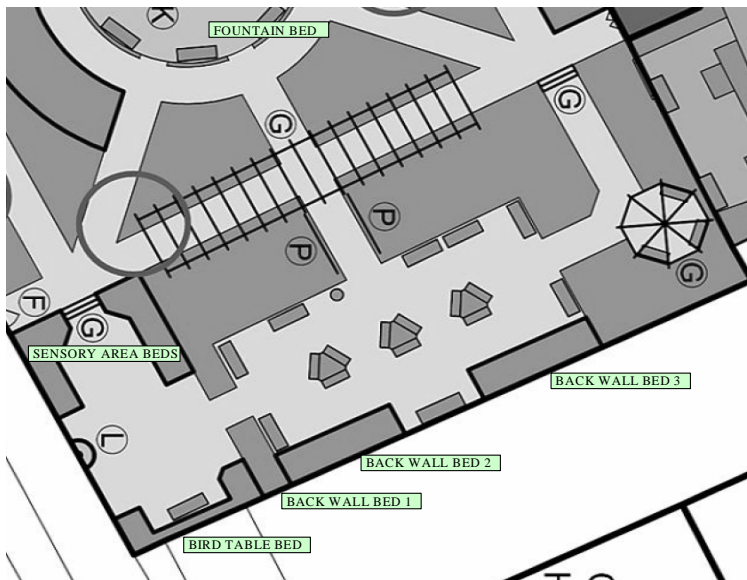 K
FOUNTAIN BED
G
G
P
P
G
F
G
SENSORY AREA BEDS
BACK WALL BED 3
L
BACK WALL BED 2
BACK WALL BED 1
BIRD TABLE BED